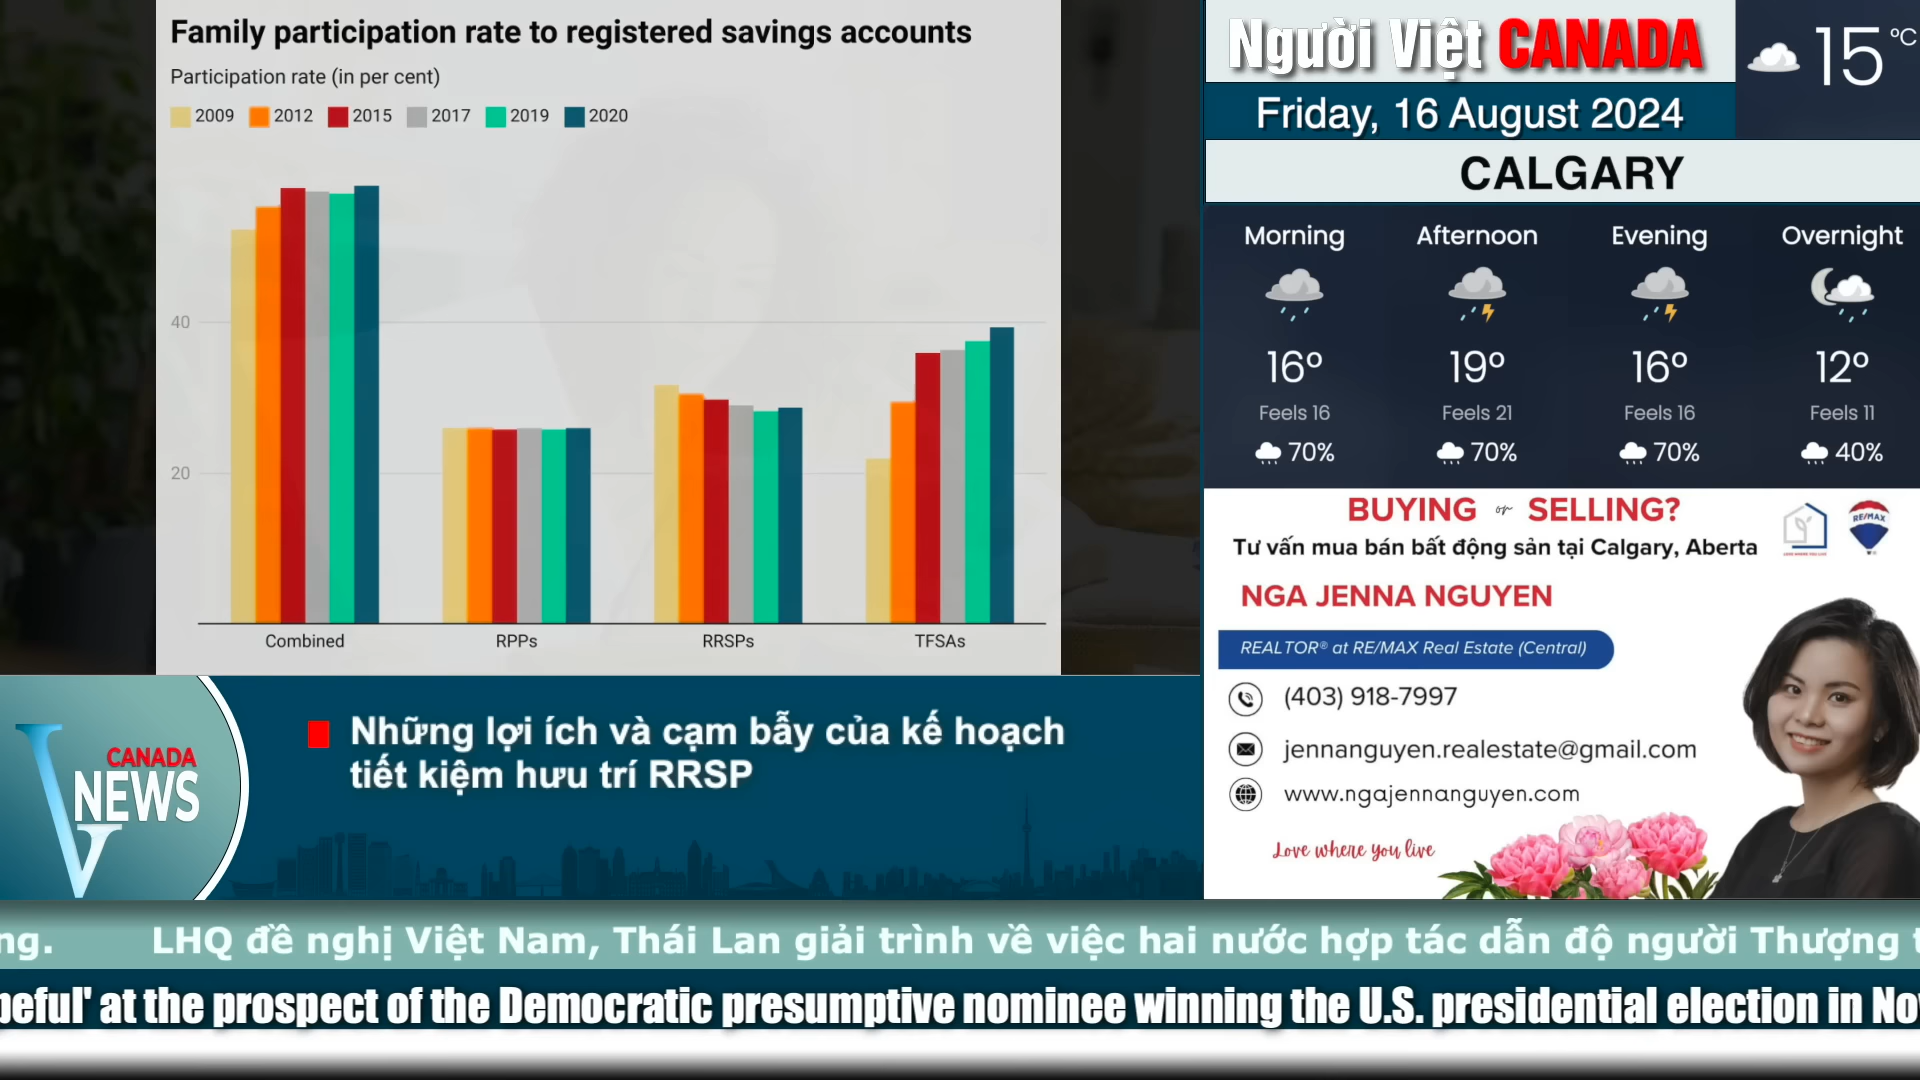 Family participation rate to registered savings accounts
Participation rate (in per cent)
2009 2012 2015 2017 2019 2020
40
20
Combined RPPs RRSPs TFSAs
Người Việt CANADA
15 °C
Friday, 16 August 2024
CALGARY
Morning Afternoon Evening Overnight
16° 19° 16° 12°
Feels 16 Feels 21 Feels 16 Feels 11
70% 70% 70% 40%
BUYING or SELLING?
Tư vấn mua bán bất động sản tại Calgary, Aberta
RE/MAX
NGA JENNA NGUYEN
REALTOR® at RE/MAX Real Estate (Central)
(403) 918-7997
jennanguyen.realestate@gmail.com
www.ngajennanguyen.com
Love where you live
V CANADA
NEWS
Những lợi ích và cạm bẫy của kế hoạch
tiết kiệm hưu trí RRSP
ng. LHQ đề nghị Việt Nam, Thái Lan giải trình về việc hai nước hợp tác dẫn độ người Thượng t
peful' at the prospect of the Democratic presumptive nominee winning the U.S. presidential election in No